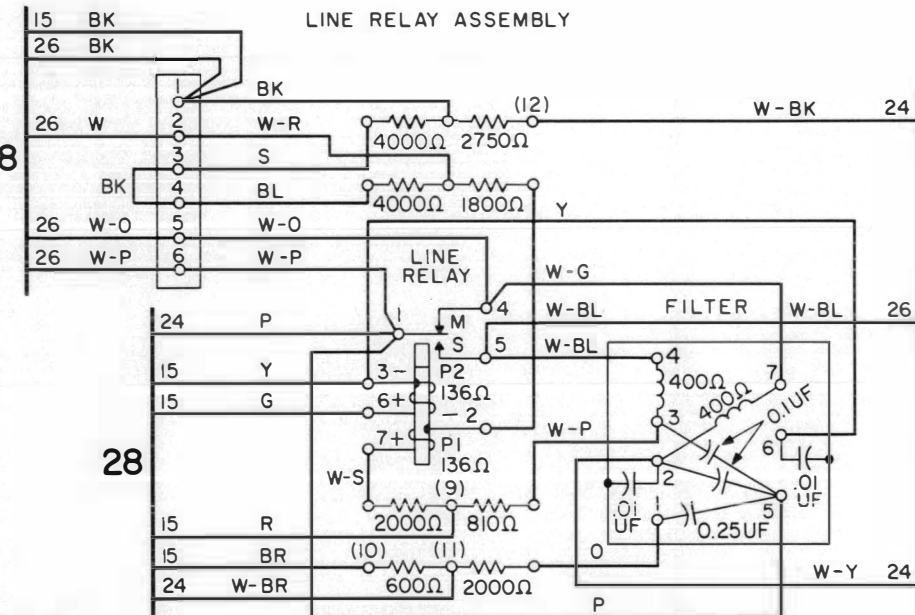 LINE RELAY ASSEMBLY
15 BK
26 BK
1
BK
(12)
W-BK 24
26 W
2
W-R
4000Ω 2750Ω
8
3
S
BK
4
BL
4000Ω 1800Ω
Y
26 W-O
5
W-O
LINE
RELAY
26 W-P
6
W-P
W-G
4
W-BL
FILTER
W-BL 26
24 P
1
M
S
5
W-BL
4
7
15 Y
3-
P2
136Ω
400Ω
400Ω
0.1UF
15 G
6+
-2
3
6
W-P
28
7+
P1
136Ω
2
.01
UF
.01
UF
W-S
(9)
1
5
2000Ω 810Ω
0.25UF
15 R
O
15 BR
(10) (11)
W-Y 24
24 W-BR
600Ω 2000Ω
P